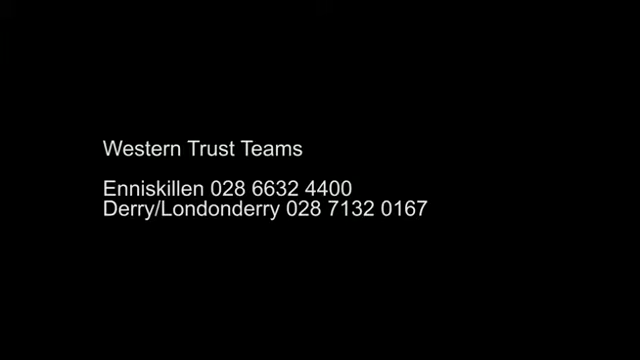 Western Trust Teams
Enniskillen 028 6632 4400
Derry/Londonderry 028 7132 0167